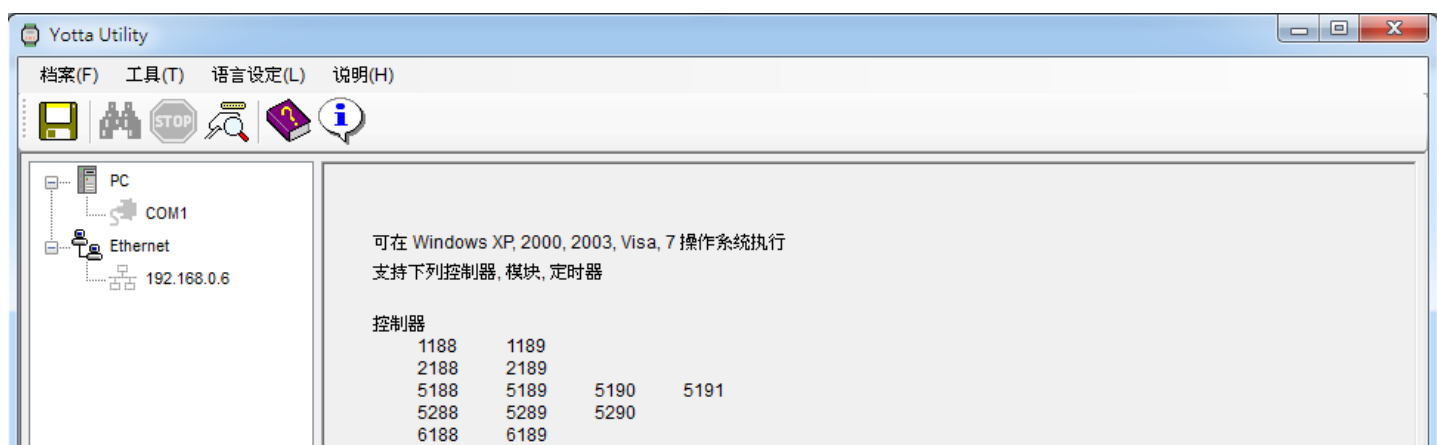 Yotta Utility
档案(F) 工具(T) 语言设定(L) 说明(H)
STOP
PC
COM1
Ethernet
192.168.0.6
可在 Windows XP, 2000, 2003, Visa, 7 操作系统执行
支持下列控制器, 模块, 定时器
控制器
1188 1189
2188 2189
5188 5189 5190 5191
5288 5289 5290
6188 6189